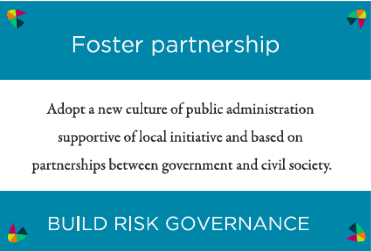 Foster partnership
Adopt a new culture of public administration
supportive of local initiative and based on
partnerships between government and civil society.
BUILD RISK GOVERNANCE